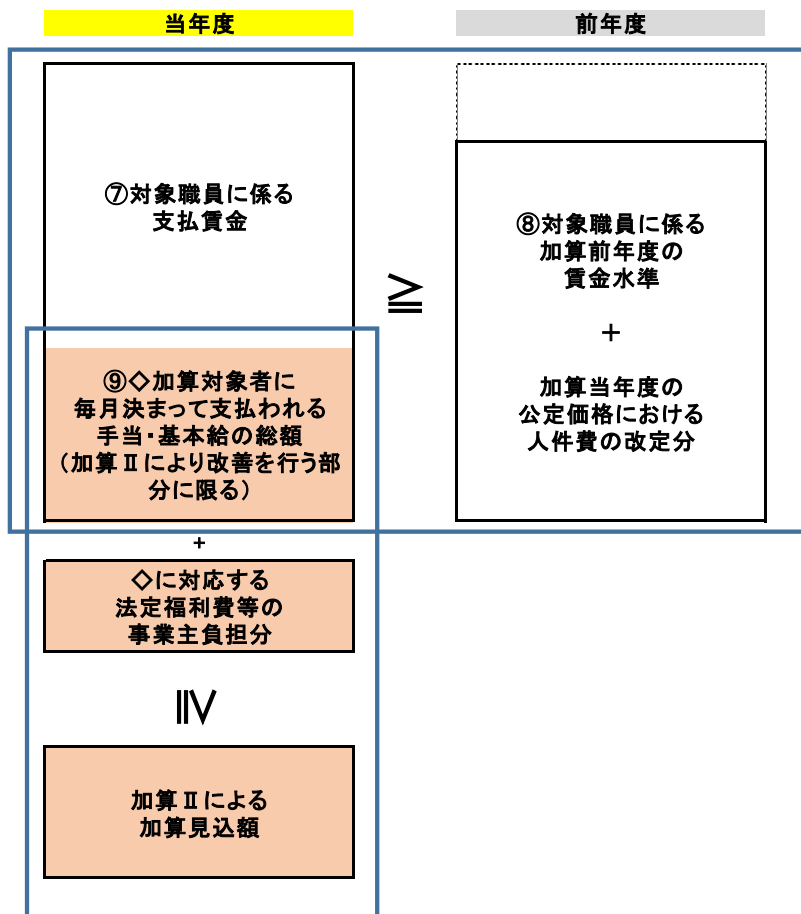 当年度
前年度
⑦対象職員に係る
支払賃金
≧
⑧対象職員に係る
加算前年度の
賃金水準
+
加算当年度の
公定価格における
人件費の改定分
⑨◇加算対象者に
毎月決まって支払われる
手当・基本給の総額
(加算Ⅱにより改善を行う部
分に限る)
+
◇に対応する
法定福利費等の
事業主負担分
≧
加算Ⅱによる
加算見込額